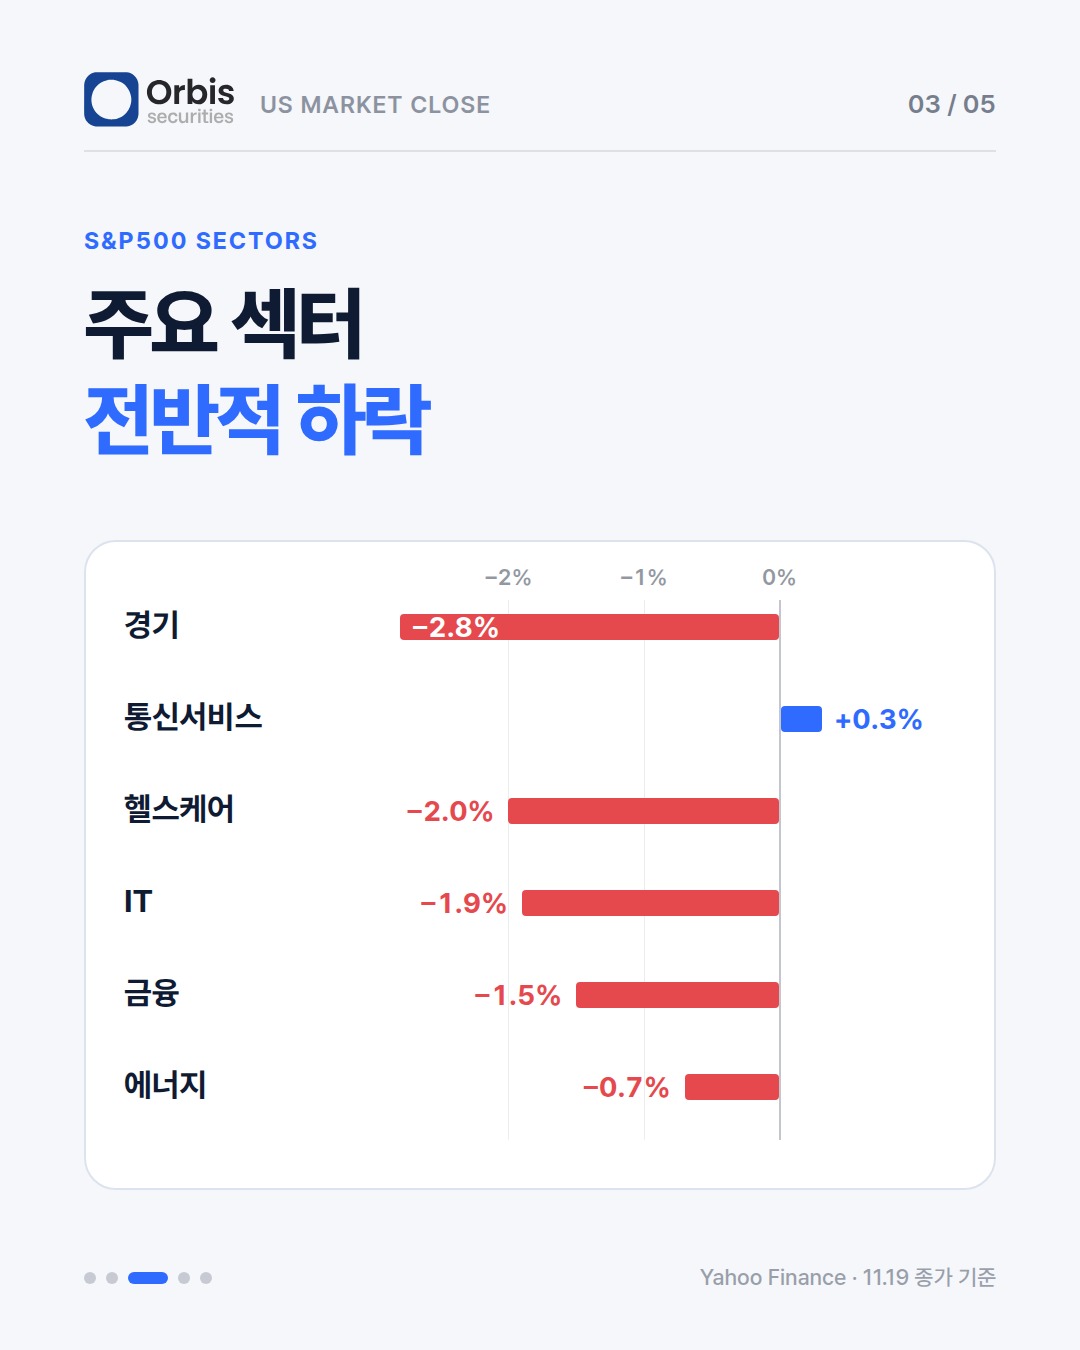 Orbis
securities
US MARKET CLOSE
03 / 05
S&P500 SECTORS
주요 섹터
전반적 하락
−2% −1% 0%
경기 −2.8%
통신서비스 +0.3%
헬스케어 −2.0%
IT −1.9%
금융 −1.5%
에너지 −0.7%
Yahoo Finance · 11.19 종가 기준